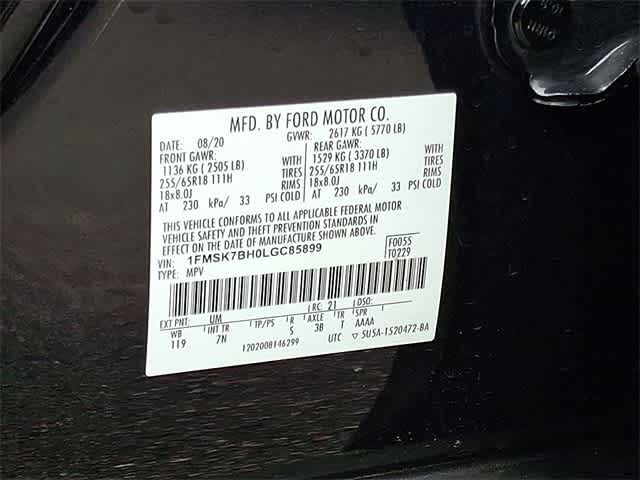 MFD. BY FORD MOTOR CO.
DATE: 08/20 GVWR: 2617 KG ( 5770 LB)
FRONT GAWR: REAR GAWR:
1136 KG ( 2505 LB) WITH 1529 KG ( 3370 LB) WITH
255/65R18 111H TIRES 255/65R18 111H TIRES
18x8.0J RIMS 18x8.0J RIMS
AT 230 kPa/ 33 PSI COLD AT 230 kPa/ 33 PSI COLD
THIS VEHICLE CONFORMS TO ALL APPLICABLE FEDERAL MOTOR
VEHICLE SAFETY AND THEFT PREVENTION STANDARDS IN EFFECT
ON THE DATE OF MANUFACTURE SHOWN ABOVE.
VIN: 1FMSK7BH0LGC85899 F0055
TYPE: MPV T0229
EXT PNT: UM RC: 21 DSO:
WB INT TR TP/PS R AXLE TR SPR
119 7N S 3B T AAAA
1202008146299 UTC ▽ 5U5A-1520472-BA